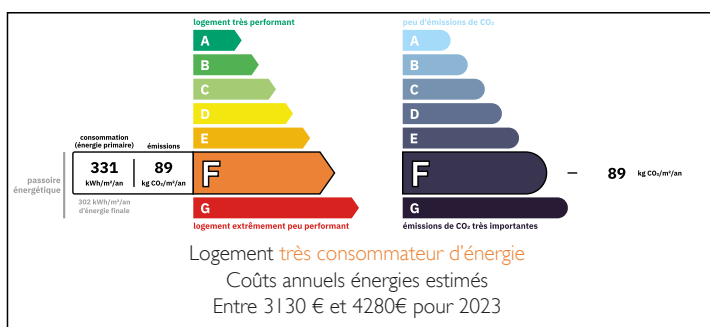 logement très performant
A
B
C
D
E
F
G
logement extrêmement peu performant
consommation
(énergie primaire)
émissions
331
kWh/m²/an
89
kg CO₂/m²/an
passoire
énergétique
302 kWh/m²/an
d'énergie finale
peu d'émissions de CO₂
A
B
C
D
E
F
G
émissions de CO₂ très importantes
89 kg CO₂/m²/an
Logement très consommateur d'énergie
Coûts annuels énergies estimés
Entre 3130 € et 4280€ pour 2023